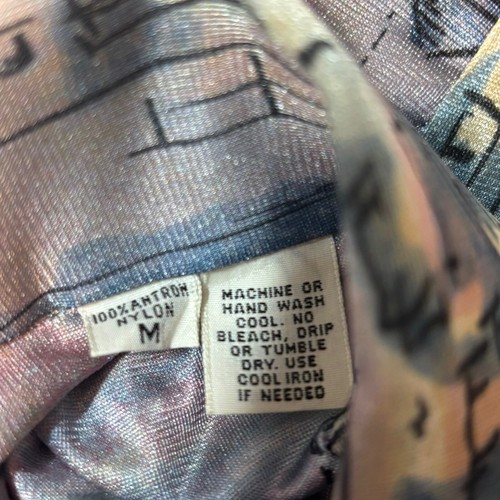 100% ANTRON
NYLON
M
MACHINE OR
HAND WASH
COOL. NO
BLEACH, DRIP
OR TUMBLE
DRY. USE
COOL IRON
IF NEEDED